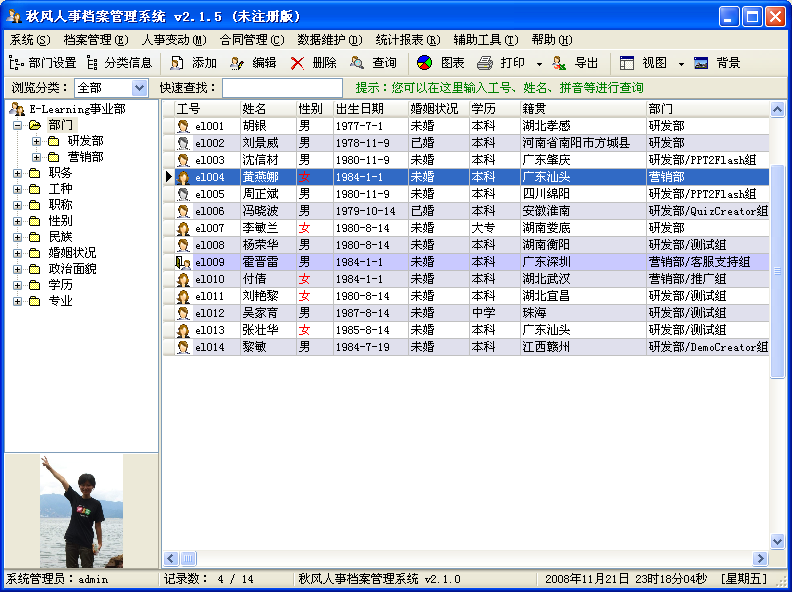 秋风人事档案管理系统 v2.1.5 (未注册版)
系统(S) 档案管理(E) 人事变动(M) 合同管理(C) 数据维护(D) 统计报表(R) 辅助工具(T) 帮助(H)
部门设置 分类信息 添加 编辑 删除 查询 图表 打印 导出 视图 背景
浏览分类： 全部 快速查找： 提示：您可以在这里输入工号、姓名、拼音等进行查询
E-Learning事业部
部门
研发部
营销部
职务
工种
职称
性别
民族
婚姻状况
政治面貌
学历
专业
工号 姓名 性别 出生日期 婚姻状况 学历 籍贯 部门
el001 胡银 男 1977-7-1 未婚 本科 湖北孝感 研发部
el002 刘景威 男 1978-11-9 已婚 本科 河南省南阳市方城县 研发部
el003 沈信材 男 1980-11-9 未婚 本科 广东肇庆 研发部/PPT2Flash组
el004 黄燕娜 女 1984-1-1 未婚 本科 广东汕头 营销部
el005 周正斌 男 1980-11-9 未婚 本科 四川绵阳 研发部/PPT2Flash组
el006 冯晓波 男 1979-10-14 已婚 本科 安徽淮南 研发部/QuizCreator组
el007 李敏兰 女 1980-8-14 未婚 大专 湖南娄底 研发部
el008 杨荣华 男 1980-8-14 未婚 本科 湖南衡阳 研发部/测试组
el009 霍晋雷 男 1984-1-1 未婚 本科 广东深圳 营销部/客服支持组
el010 付倩 女 1984-1-1 未婚 本科 湖北武汉 营销部/推广组
el011 刘艳黎 女 1980-8-14 未婚 本科 湖北宜昌 研发部/测试组
el012 吴家育 男 1987-8-14 未婚 中学 珠海 研发部/测试组
el013 张壮华 女 1985-8-14 未婚 本科 广东汕头 研发部/测试组
el014 黎敏 男 1984-7-19 未婚 本科 江西赣州 研发部/DemoCreator组
系统管理员：admin 记录数： 4 / 14 秋风人事档案管理系统 v2.1.0 2008年11月21日 23时18分04秒 [星期五]